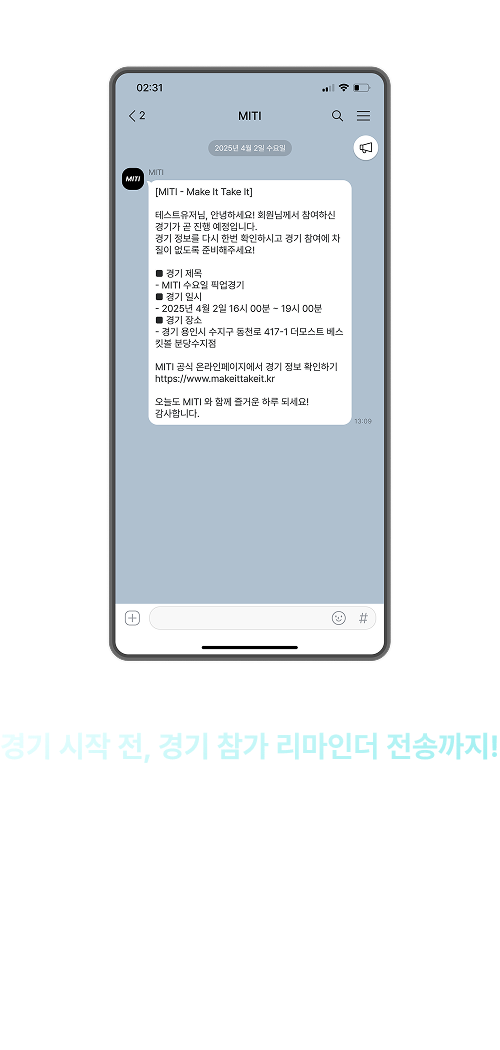 02:31
2
MITI
2025년 4월 2일 수요일
MITI
MITI
[MITI - Make It Take It]
테스트유저님, 안녕하세요! 회원님께서 참여하신
경기가 곧 진행 예정입니다.
경기 정보를 다시 한번 확인하시고 경기 참여에 차
질이 없도록 준비해주세요!
■ 경기 제목
- MITI 수요일 픽업경기
■ 경기 일시
- 2025년 4월 2일 16시 00분 ~ 19시 00분
■ 경기 장소
- 경기 용인시 수지구 동천로 417-1 더모스트 베스
킷볼 분당수지점
MITI 공식 온라인페이지에서 경기 정보 확인하기
https://www.makeittakeit.kr
오늘도 MITI 와 함께 즐거운 하루 되세요!
감사합니다.
13:09
#
경기 시작 전, 경기 참가 리마인더 전송까지!